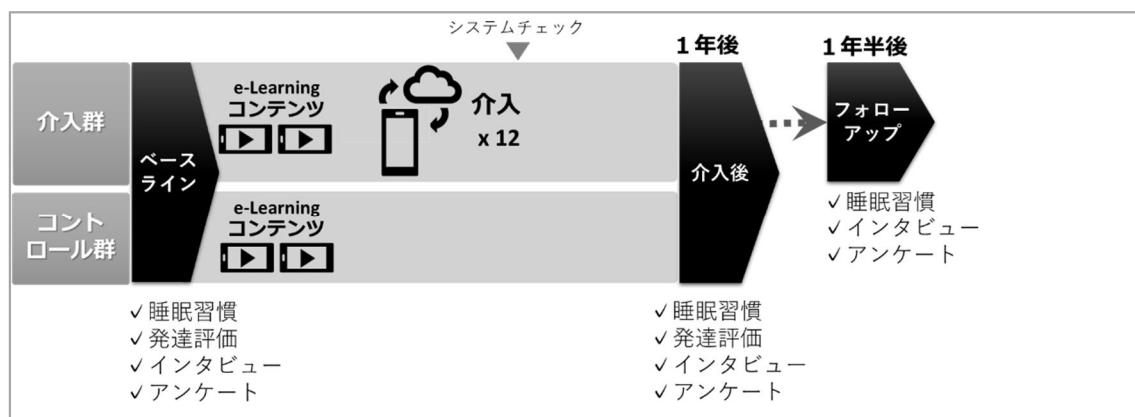 システムチェック
1年後
1年半後
介入群
ベース
ライン
e-Learning
コンテンツ
介入
x 12
介入後
フォロー
アップ
コント
ロール群
e-Learning
コンテンツ
✓睡眠習慣
✓インタビュー
✓アンケート
✓睡眠習慣
✓発達評価
✓インタビュー
✓アンケート
✓睡眠習慣
✓発達評価
✓インタビュー
✓アンケート